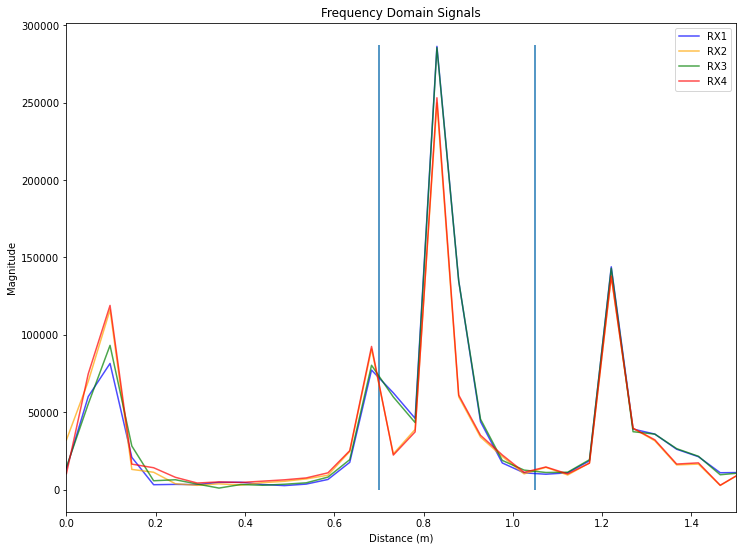 Frequency Domain Signals
300000
250000
200000
150000
100000
50000
0
Magnitude
RX1
RX2
RX3
RX4
0.0 0.2 0.4 0.6 0.8 1.0 1.2 1.4
Distance (m)